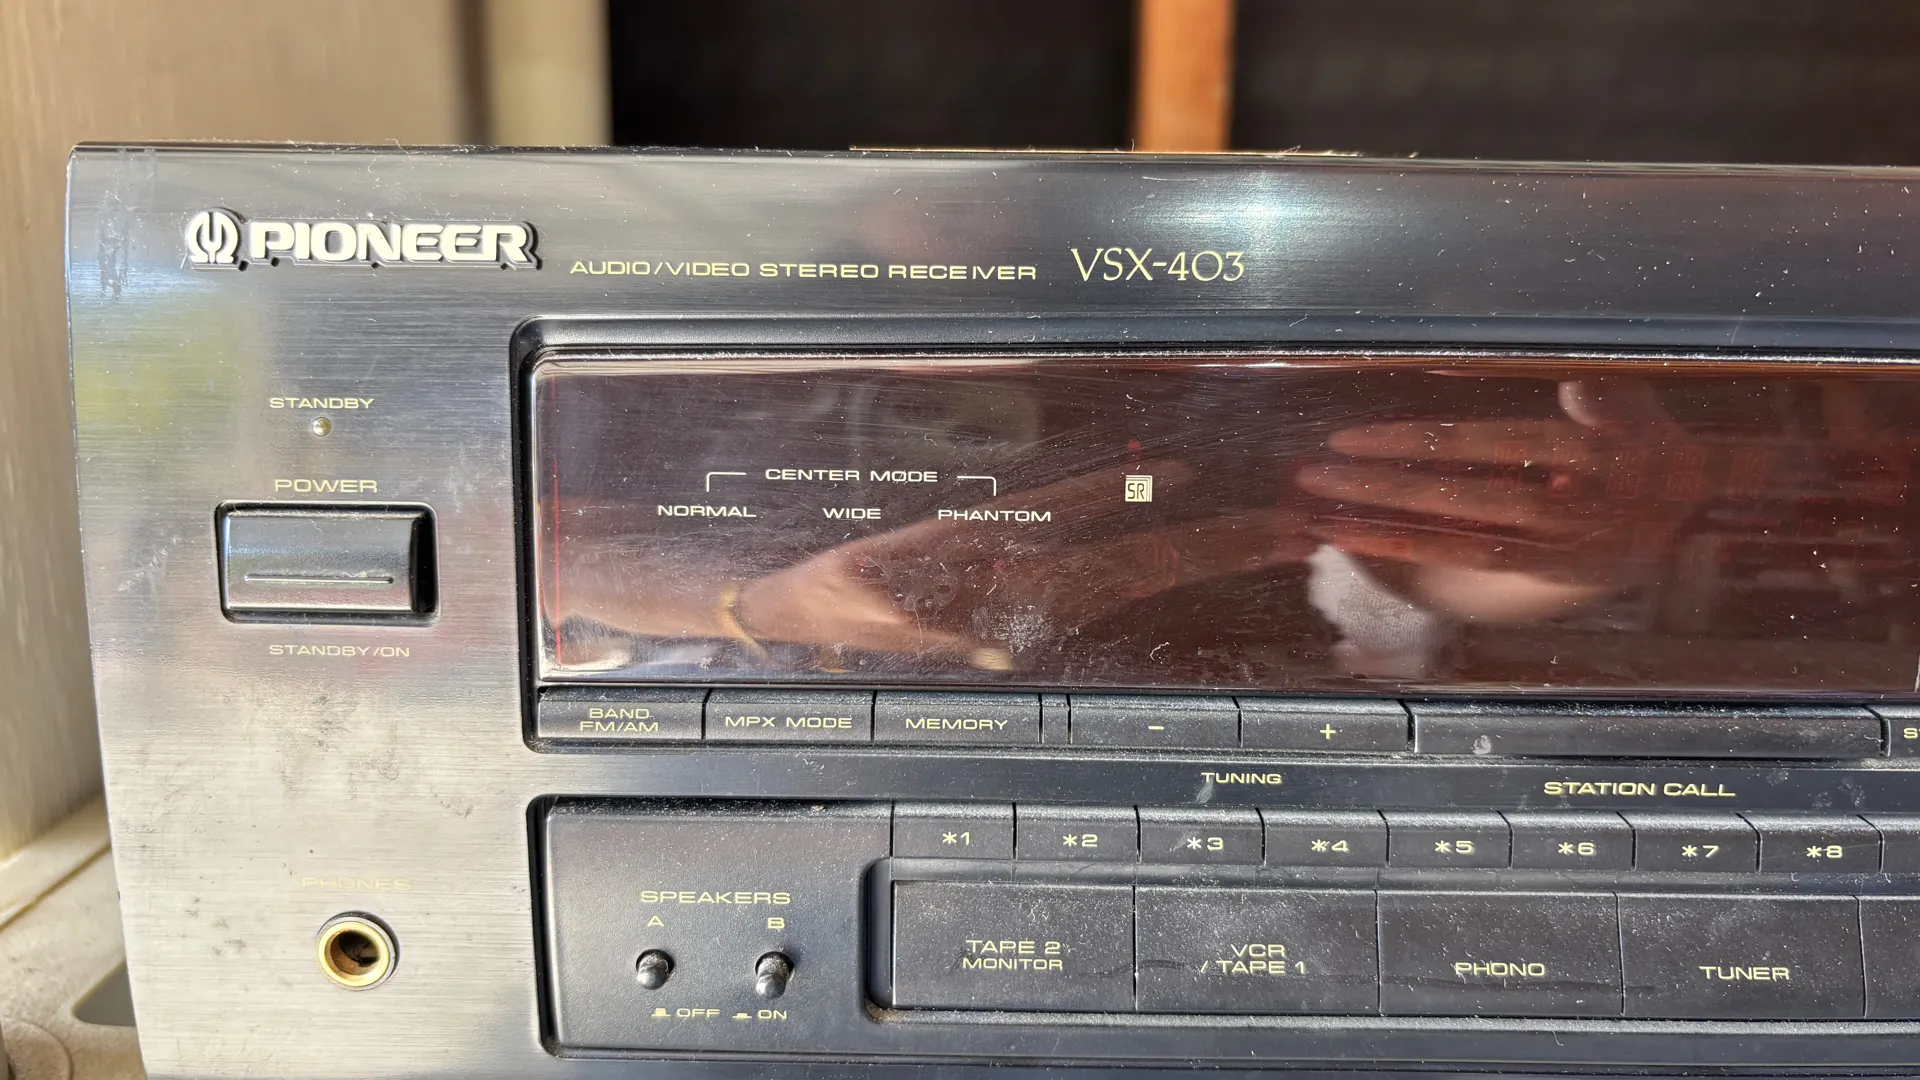 PIONEER
AUDIO/VIDEO STEREO RECEIVER VSX-403
STANDBY
POWER
STANDBY/ON
CENTER MODE
NORMAL WIDE PHANTOM
SR
BAND
FM/AM
MPX MODE
MEMORY
- +
TUNING
STATION CALL
*1 *2 *3 *4 *5 *6 *7 *8
PHONES
SPEAKERS
A B
OFF ON
TAPE 2
MONITOR
VCR
/ TAPE 1
PHONO
TUNER